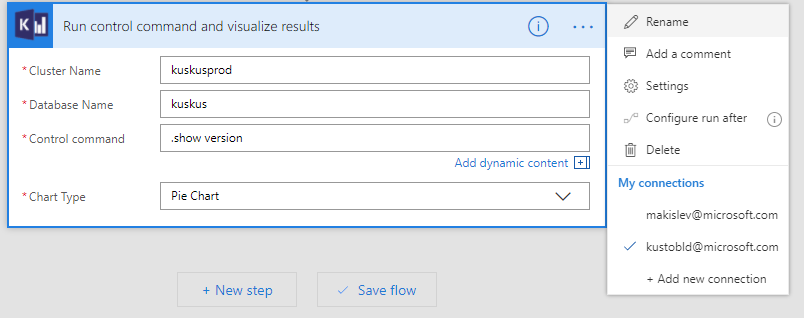 Run control command and visualize results
* Cluster Name
kuskusprod
* Database Name
kuskus
* Control command
.show version
Add dynamic content
* Chart Type
Pie Chart
+ New step
Save flow
Rename
Add a comment
Settings
Configure run after
Delete
My connections
makislev@microsoft.com
kustobld@microsoft.com
+ Add new connection